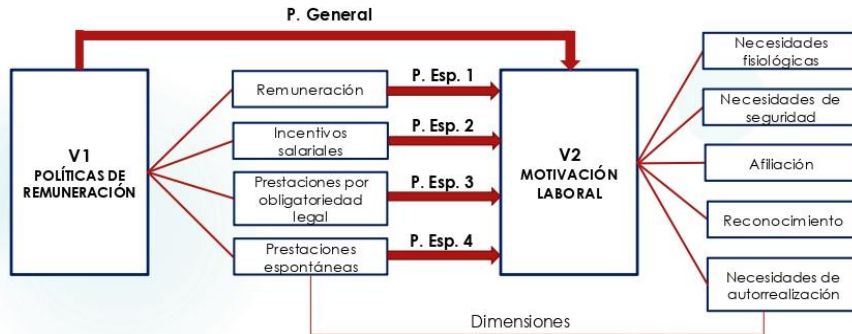 P. General
V1
POLÍTICAS DE
REMUNERACIÓN
Remuneración
Incentivos
salariales
Prestaciones por
obligatoriedad
legal
Prestaciones
espontáneas
P. Esp. 1
P. Esp. 2
P. Esp. 3
P. Esp. 4
V2
MOTIVACIÓN
LABORAL
Necesidades
fisiológicas
Necesidades de
seguridad
Afiliación
Reconocimiento
Necesidades de
autorrealización
Dimensiones